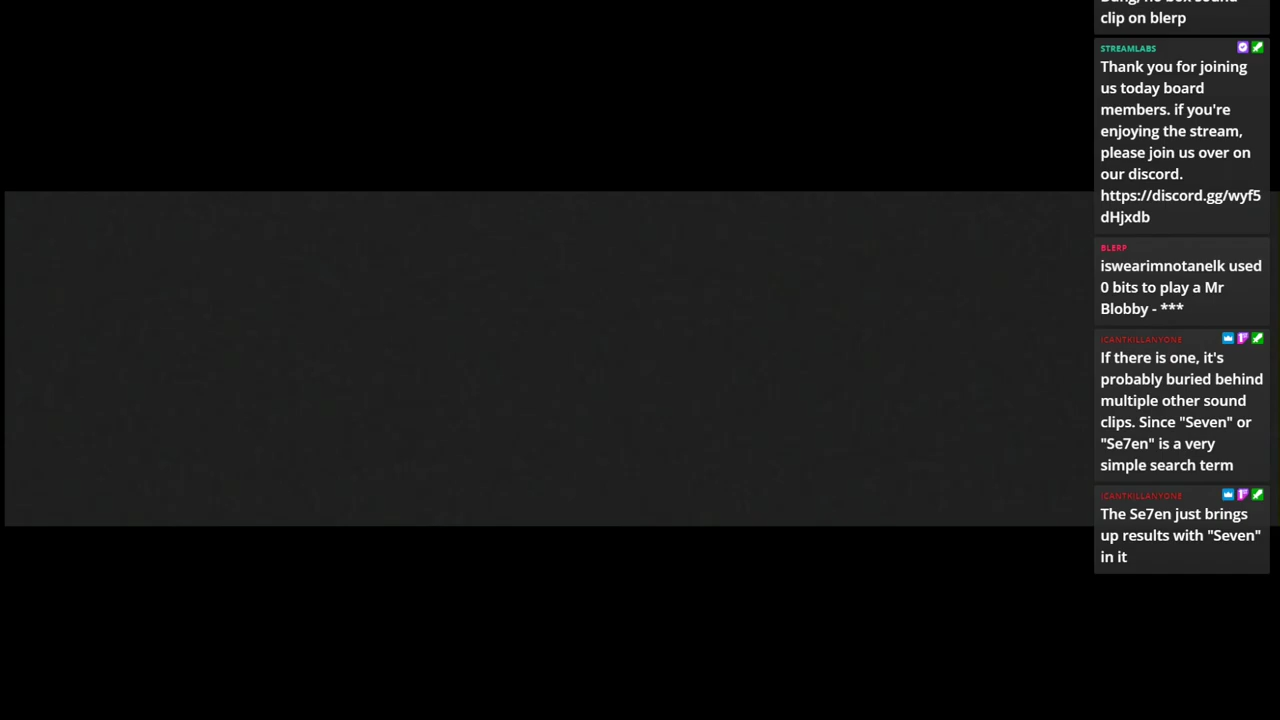 clip on blerp
STREAMLABS
Thank you for joining
us today board
members. if you're
enjoying the stream,
please join us over on
our discord.
https://discord.gg/wyf5
dHjxdb
BLERP
iswearimnotanelk used
0 bits to play a Mr
Blobby - ***
ICANTKILLANYONE
If there is one, it's
probably buried behind
multiple other sound
clips. Since "Seven" or
"Se7en" is a very
simple search term
ICANTKILLANYONE
The Se7en just brings
up results with "Seven"
in it